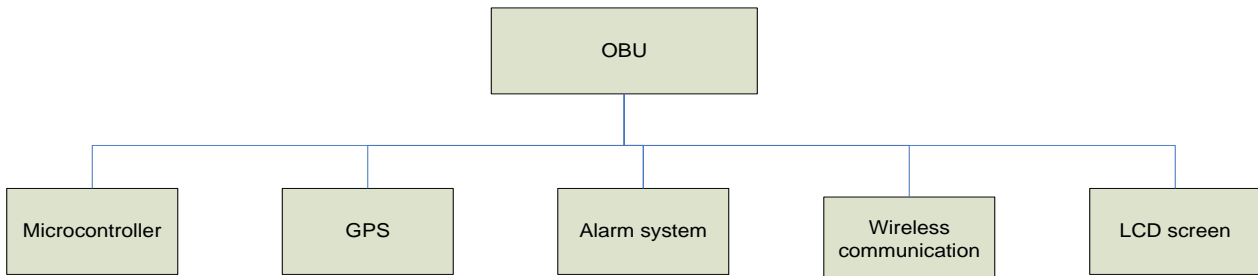 OBU
Microcontroller
GPS
Alarm system
Wireless
communication
LCD screen